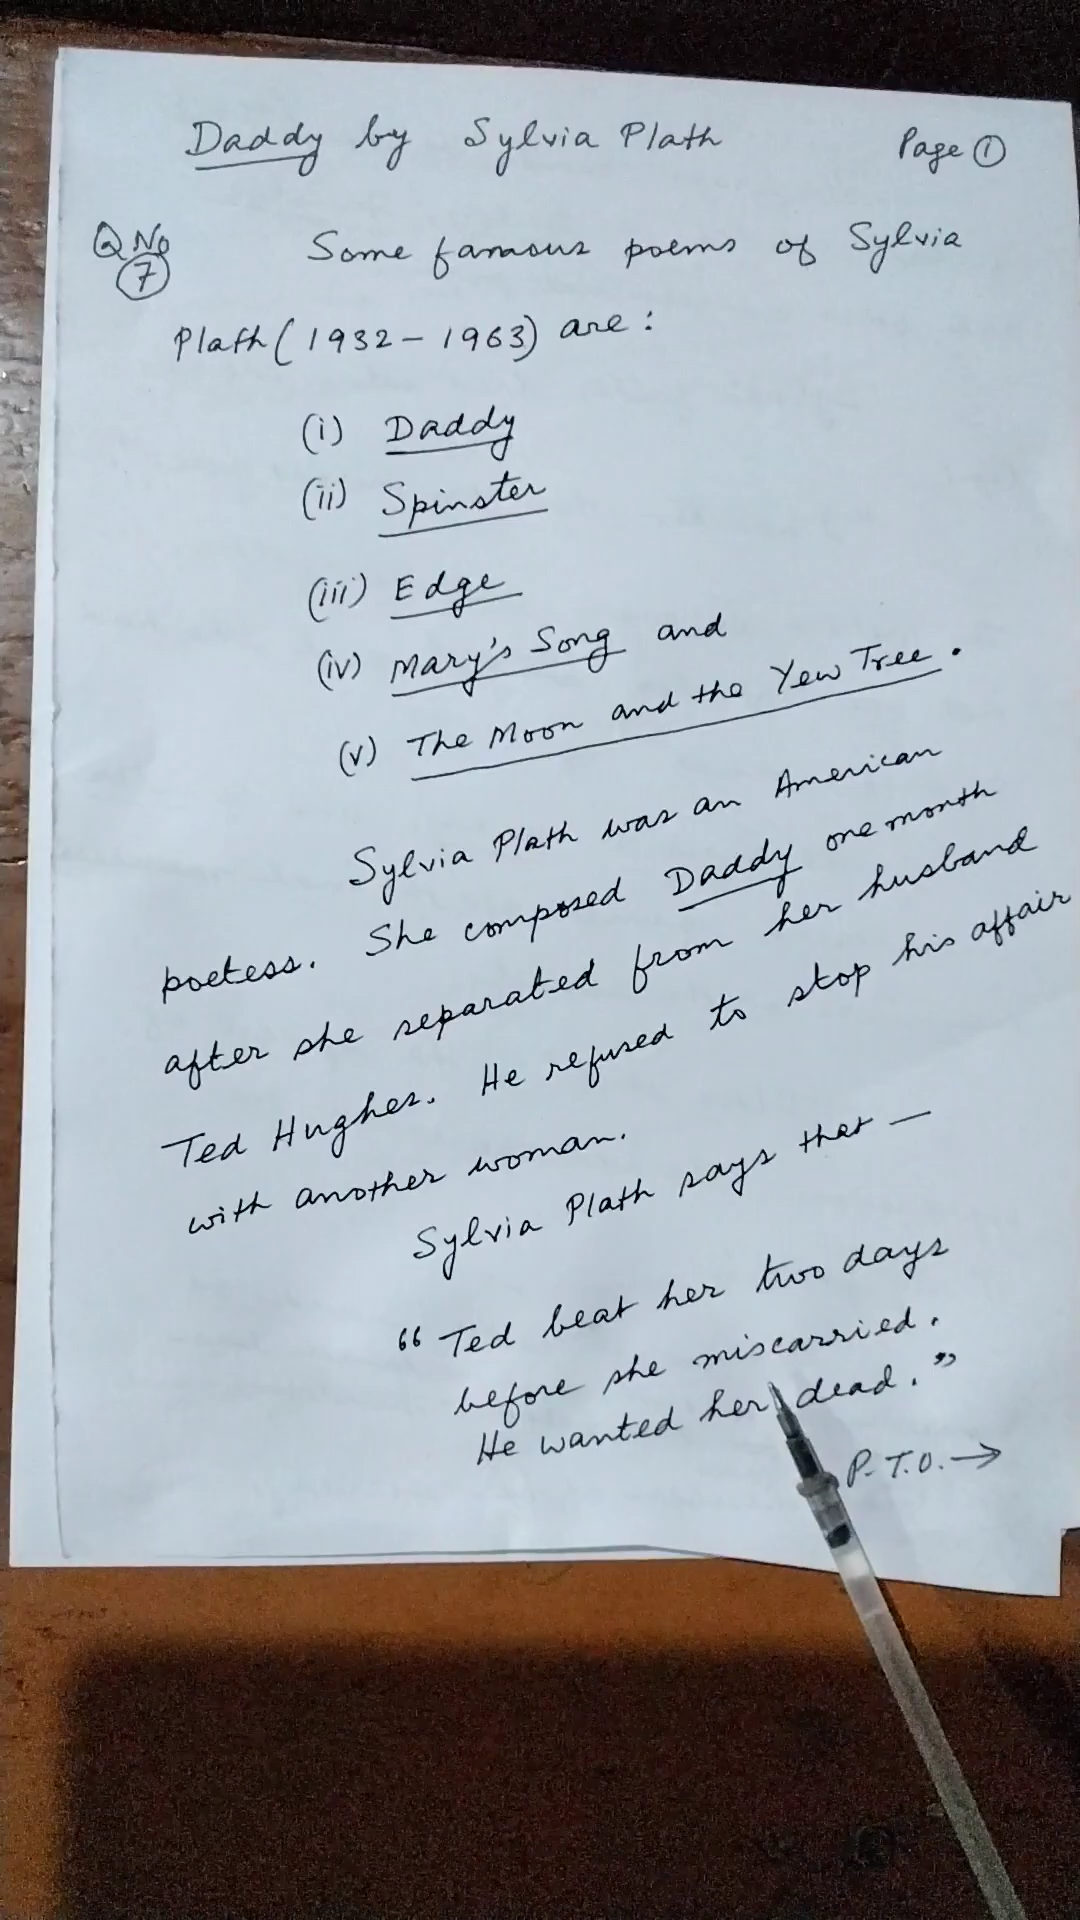 Daddy by Sylvia Plath Page 1
Q No 7 Some famous poems of Sylvia
Plath (1932 - 1963) are :
(i) Daddy
(ii) Spinster
(iii) Edge
(iv) Mary's Song and
(v) The Moon and the Yew Tree.
Sylvia Plath was an American
poetess. She composed Daddy one month
after she separated from her husband
Ted Hughes. He refused to stop his affair
with another woman.
Sylvia Plath says that —
“ Ted beat her two days
before she miscarried.
He wanted her dead.”
P.T.O. →